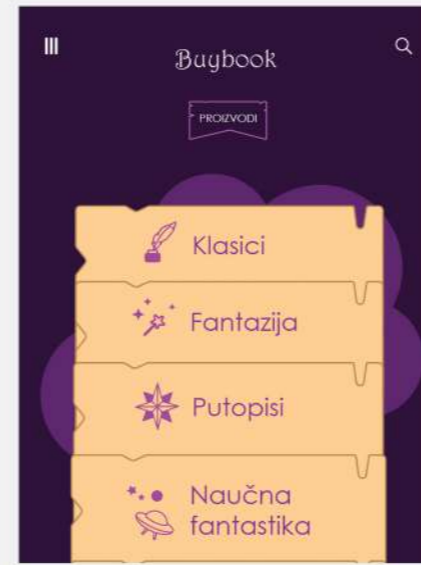 Buybook
PROIZVODI
Klasici
Fantazija
Putopisi
Naučna
fantastika